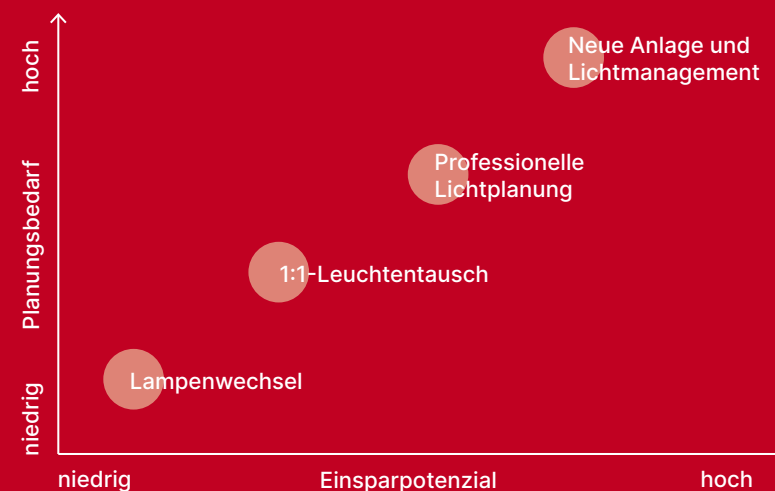 hoch
Planungsbedarf
niedrig
Neue Anlage und
Lichtmanagement
Professionelle
Lichtplanung
1:1-Leuchtentausch
Lampenwechsel
niedrig
Einsparpotenzial
hoch